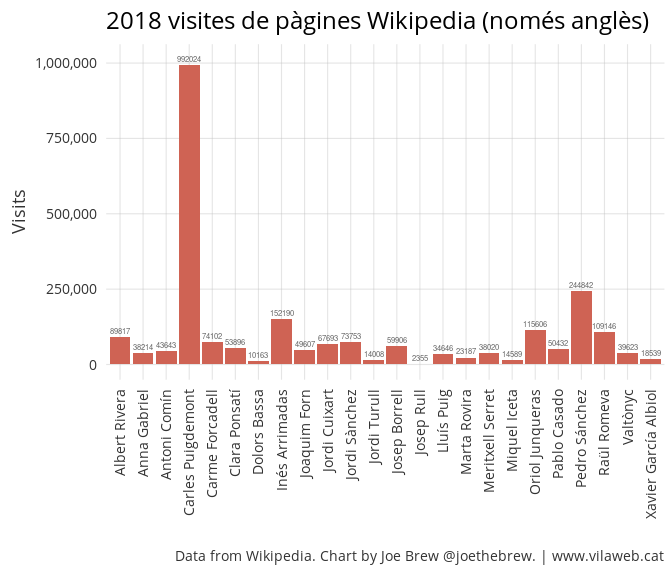 2018 visites de pàgines Wikipedia (només anglès)
Visits
1,000,000
750,000
500,000
250,000
0
89817
38214
43643
992024
74102
53896
10163
152190
49607
67693
73753
14008
59906
2355
34646
23187
38020
14589
115606
50432
244842
109146
39623
18539
Albert Rivera
Anna Gabriel
Antoni Comín
Carles Puigdemont
Carme Forcadell
Clara Ponsatí
Dolors Bassa
Inés Arrimadas
Joaquim Forn
Jordi Cuixart
Jordi Sànchez
Jordi Turull
Josep Borrell
Josep Rull
Lluís Puig
Marta Rovira
Meritxell Serret
Miquel Iceta
Oriol Junqueras
Pablo Casado
Pedro Sánchez
Raül Romeva
Valtònyc
Xavier García Albiol
Data from Wikipedia. Chart by Joe Brew @joethebrew. | www.vilaweb.cat